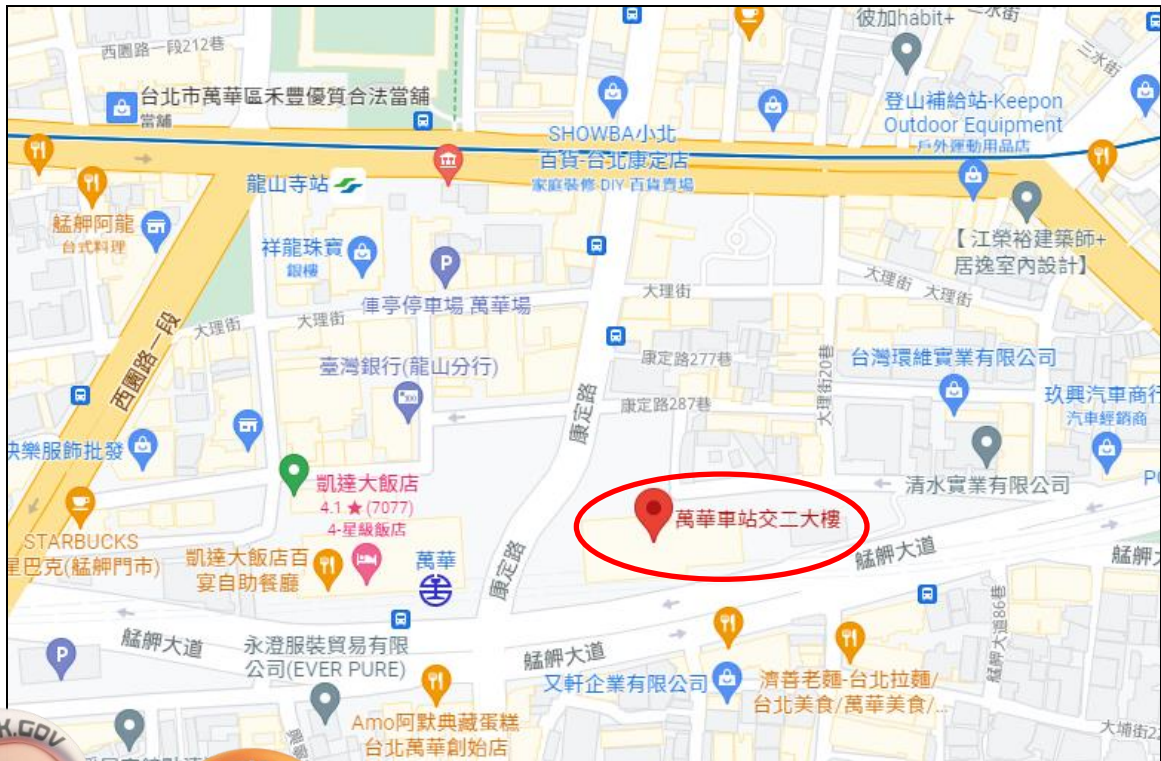 西園路一段212巷
彼加habit+
三水街
三水街
台北市萬華區禾豐優質合法當舖
當舖
SHOWBA小北
百貨-台北康定店
家庭裝修 DIY 百貨賣場
登山補給站-Keepon
Outdoor Equipment
戶外運動用品店
龍山寺站
艋舺阿龍
台式料理
祥龍珠寶
銀樓
【江榮裕建築師+
居逸室內設計】
俥亭停車場 萬華場
大理街
大理街
大理街
大理街
大理街
西園路一段
臺灣銀行(龍山分行)
康定路277巷
大理街20巷
台灣環維實業有限公司
康定路
康定路287巷
玖興汽車商行
汽車經銷商
快樂服飾批發
凱達大飯店
4.1 ★ (7077)
4-星級飯店
清水實業有限公司
萬華車站交二大樓
STARBUCKS
星巴克(艋舺門市)
凱達大飯店百
宴自助餐廳
萬華
康定路
艋舺大道
艋舺大道
艋舺大道86巷
艋舺大道
永澄服裝貿易有限
公司(EVER PURE)
艋舺大道
又軒企業有限公司
濟善老麵-台北拉麵/
台北美食/萬華美食/...
Amo阿默典藏蛋糕
台北萬華創始店
K.GOV